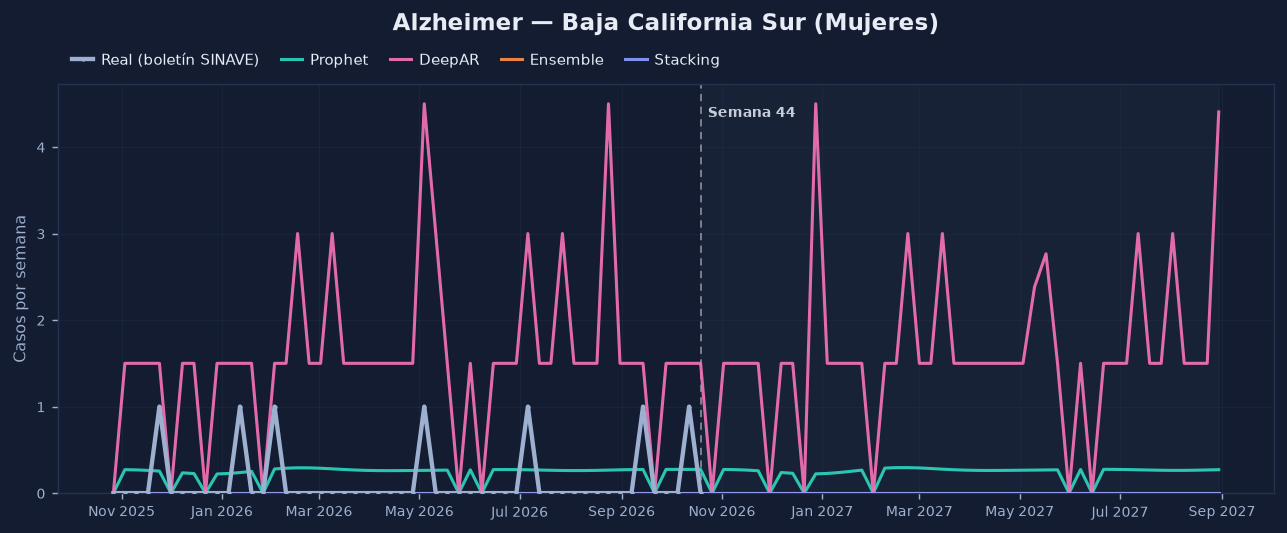 Alzheimer — Baja California Sur (Mujeres)
Real (boletín SINAVE) Prophet DeepAR Ensemble Stacking
Semana 44
Casos por semana
4
3
2
1
0
Nov 2025 Jan 2026 Mar 2026 May 2026 Jul 2026 Sep 2026 Nov 2026 Jan 2027 Mar 2027 May 2027 Jul 2027 Sep 2027